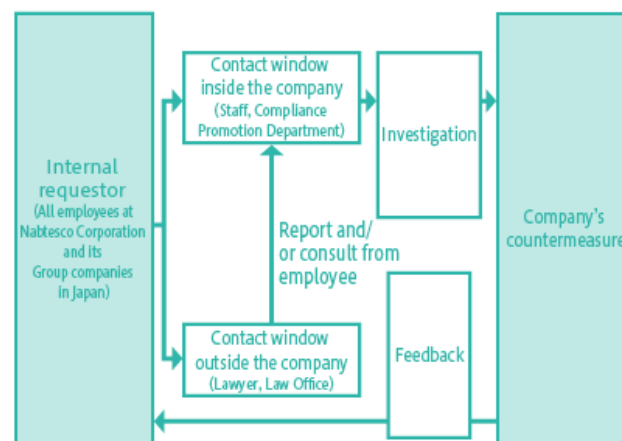 Internal
requestor
(All employees at
Nabtesco Corporation
and its
Group companies
in Japan)
Contact window
inside the company
(Staff, Compliance
Promotion Department)
Investigation
Report and/
or consult from
employee
Contact window
outside the company
(Lawyer, Law Office)
Feedback
Company's
countermeasure